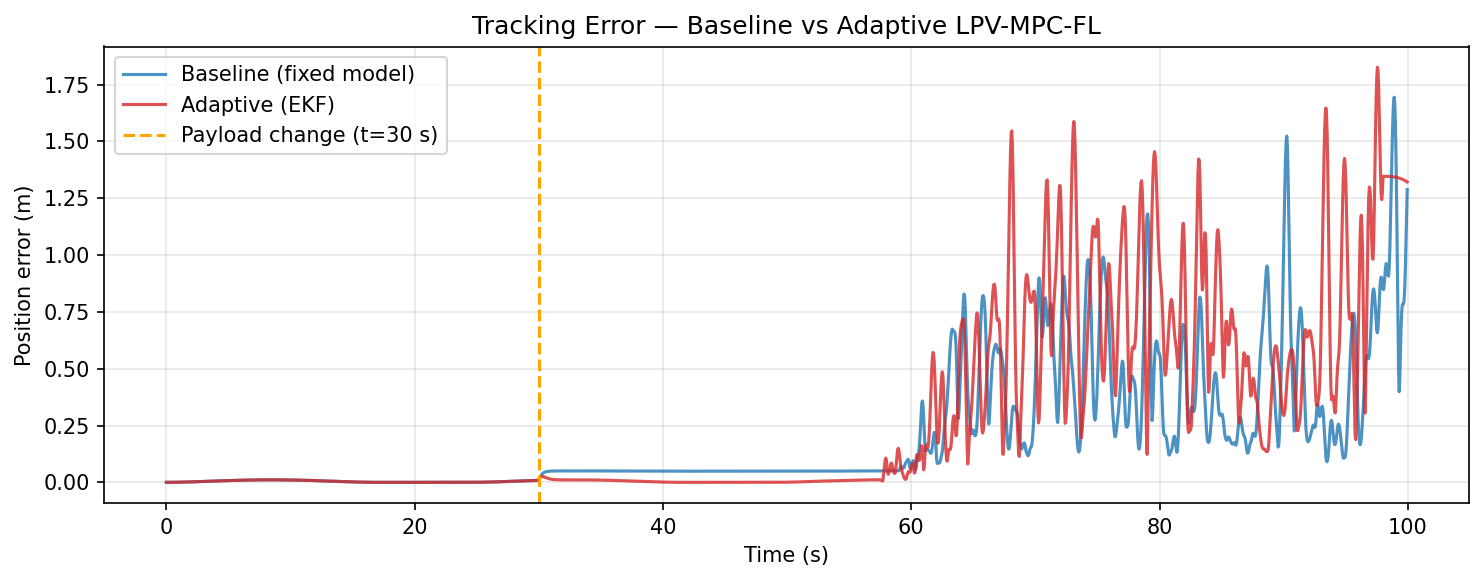 Tracking Error — Baseline vs Adaptive LPV-MPC-FL
Baseline (fixed model)
Adaptive (EKF)
Payload change (t=30 s)
Position error (m)
1.75
1.50
1.25
1.00
0.75
0.50
0.25
0.00
0 20 40 60 80 100
Time (s)